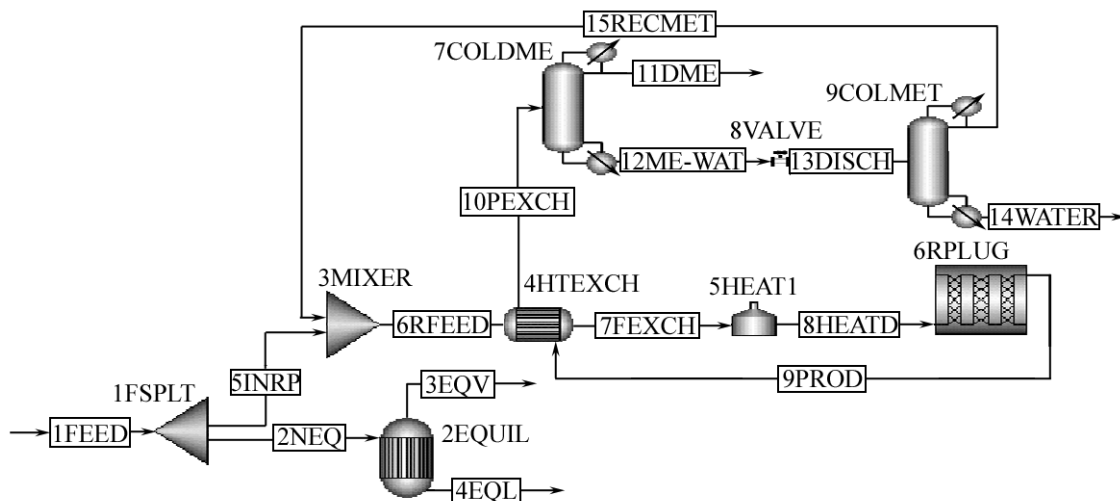 15RECMET
7COLDME
11DME
9COLMET
8VALVE
12ME-WAT
13DISCH
10PEXCH
14WATER
6RPLUG
3MIXER
4HTEXCH
5HEAT1
6RFEED
7FEXCH
8HEATD
9PROD
5INRP
3EQV
1FSPLT
1FEED
2NEQ
2EQUIL
4EQL